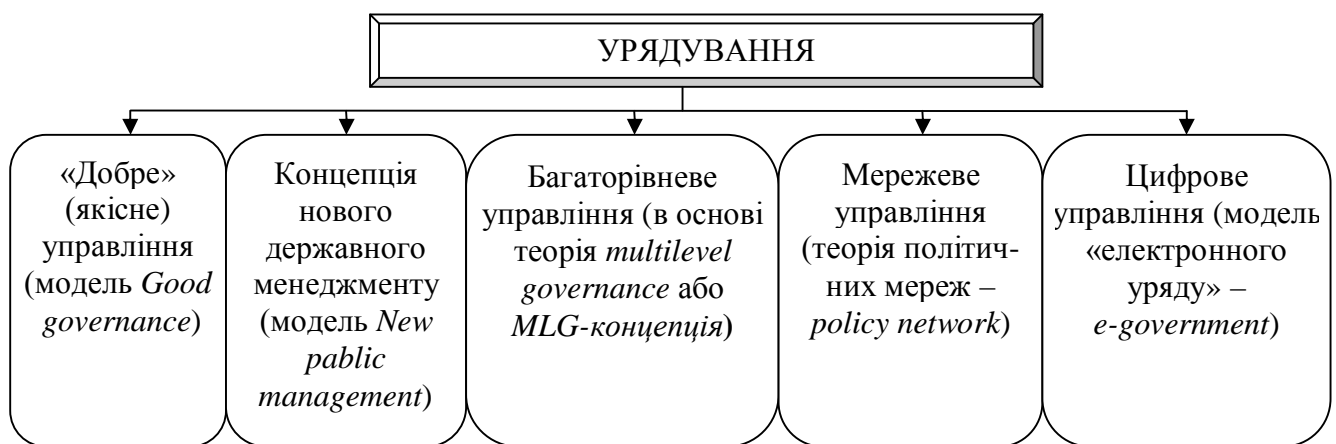 УРЯДУВАННЯ
«Добре»
(якісне)
управління
(модель Good
governance)
Концепція
нового
державного
менеджменту
(модель New
pablic
management)
Багаторівневе
управління (в основі
теорія multilevel
governance або
MLG-концепція)
Мережеве
управління
(теорія політич-
них мереж –
policy network)
Цифрове
управління (модель
«електронного
уряду» –
e-government)